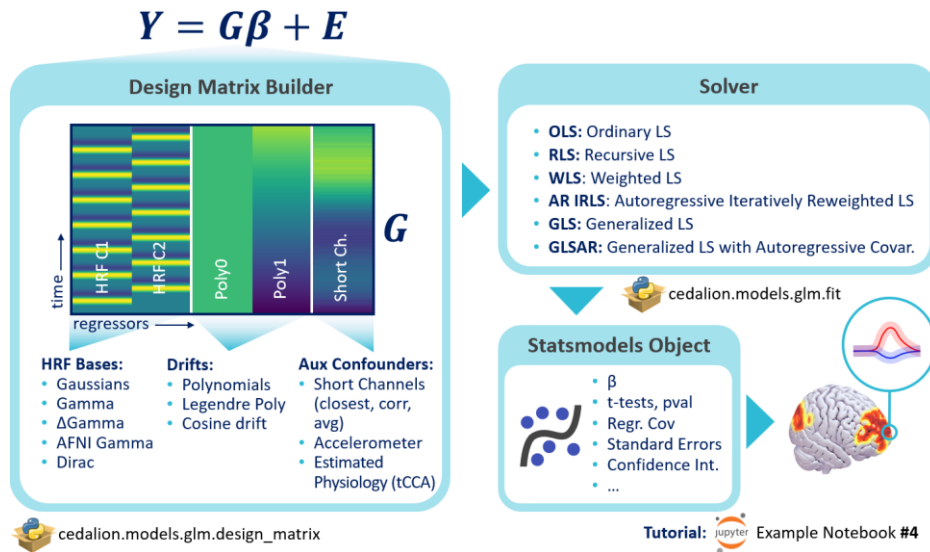 Y = Gβ + E
Design Matrix Builder
time
HRF C1
HRF C2
Poly0
Poly1
Short Ch.
G
regressors
HRF Bases:
• Gaussians
• Gamma
• ΔGamma
• AFNI Gamma
• Dirac
Drifts:
• Polynomials
• Legendre Poly
• Cosine drift
Aux Confounders:
• Short Channels
(closest, corr,
avg)
• Accelerometer
• Estimated
Physiology (tCCA)
cedalion.models.glm.design_matrix
Solver
• OLS: Ordinary LS
• RLS: Recursive LS
• WLS: Weighted LS
• AR IRLS: Autoregressive Iteratively Reweighted LS
• GLS: Generalized LS
• GLSAR: Generalized LS with Autoregressive Covar.
cedalion.models.glm.fit
Statsmodels Object
• β
• t-tests, pval
• Regr. Cov
• Standard Errors
• Confidence Int.
• ...
Tutorial: jupyter Example Notebook #4